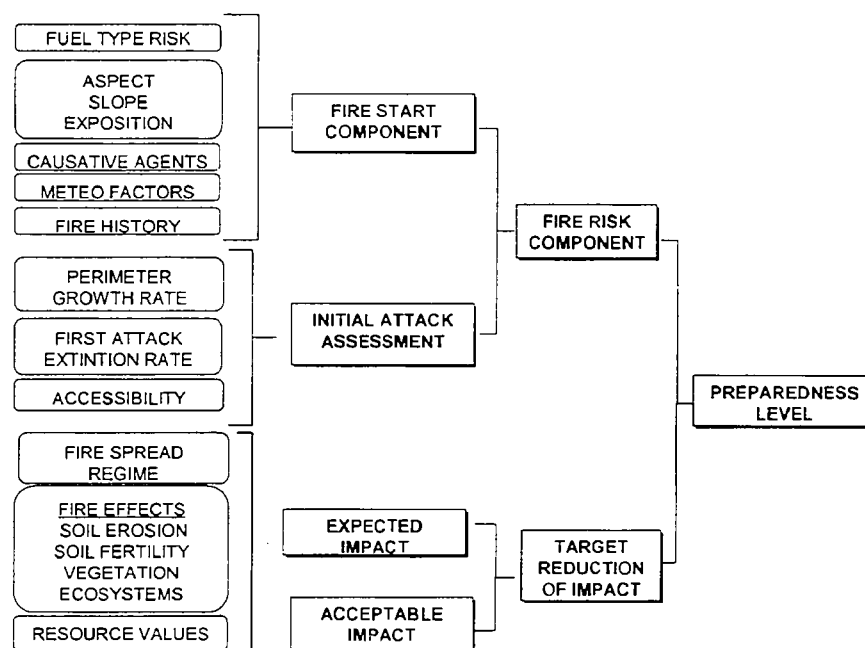 FUEL TYPE RISK
ASPECT
SLOPE
EXPOSITION
CAUSATIVE AGENTS
METEO FACTORS
FIRE HISTORY
FIRE START
COMPONENT
PERIMETER
GROWTH RATE
FIRST ATTACK
EXTINTION RATE
ACCESSIBILITY
INITIAL ATTACK
ASSESSMENT
FIRE RISK
COMPONENT
FIRE SPREAD
REGIME
FIRE EFFECTS
SOIL EROSION
SOIL FERTILITY
VEGETATION
ECOSYSTEMS
RESOURCE VALUES
EXPECTED
IMPACT
ACCEPTABLE
IMPACT
TARGET
REDUCTION
OF IMPACT
PREPAREDNESS
LEVEL